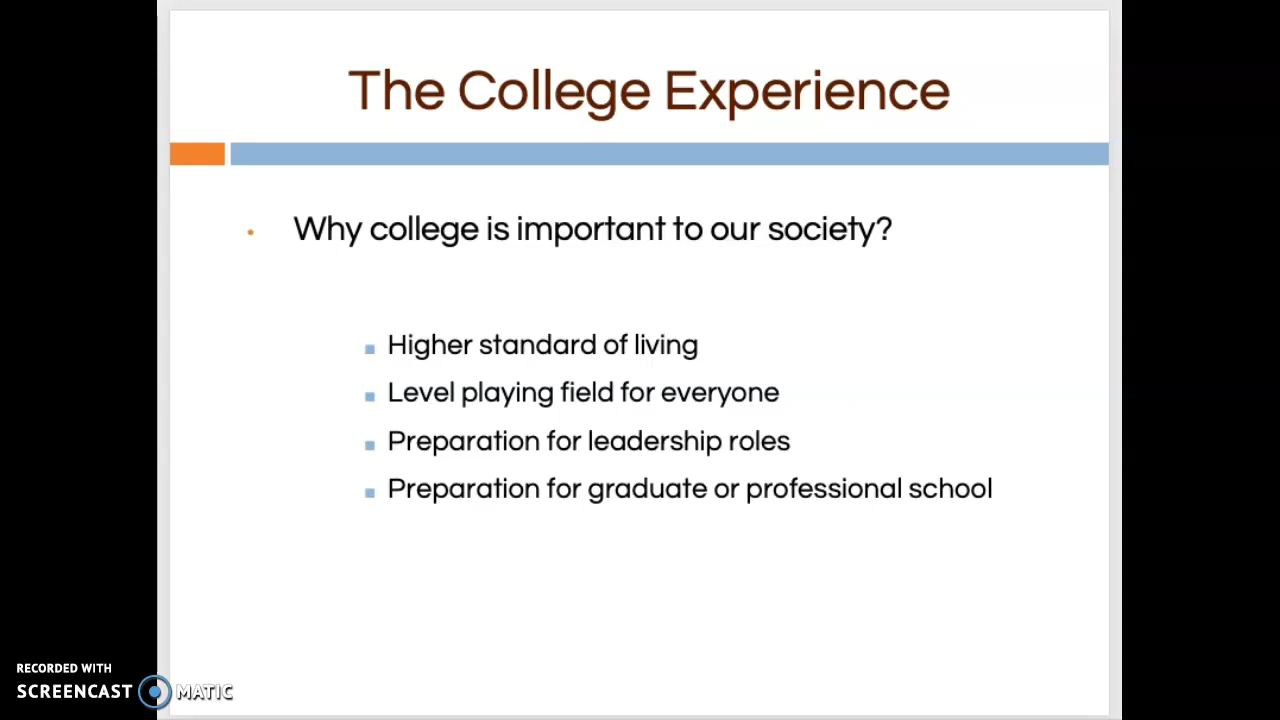 The College Experience
Why college is important to our society?
Higher standard of living
Level playing field for everyone
Preparation for leadership roles
Preparation for graduate or professional school
RECORDED WITH
SCREENCAST MATIC